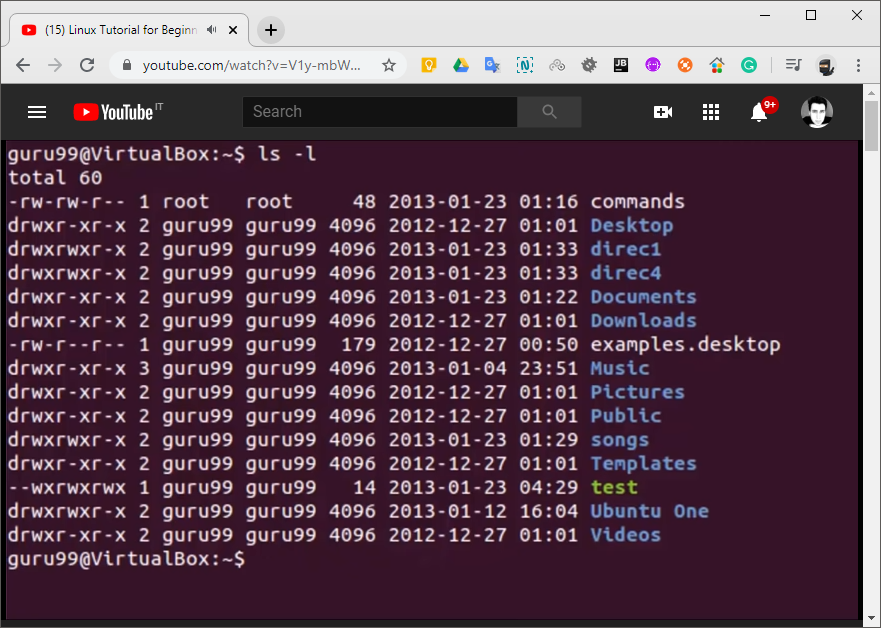 (15) Linux Tutorial for Beginn
youtube.com/watch?v=V1y-mbW...
JB
YouTube IT
Search
9+
guru99@VirtualBox:~$ ls -l
total 60
-rw-rw-r-- 1 root   root     48 2013-01-23 01:16 commands
drwxr-xr-x 2 guru99 guru99 4096 2012-12-27 01:01 Desktop
drwxrwxr-x 2 guru99 guru99 4096 2013-01-23 01:33 direc1
drwxrwxr-x 2 guru99 guru99 4096 2013-01-23 01:33 direc4
drwxr-xr-x 2 guru99 guru99 4096 2013-01-23 01:22 Documents
drwxr-xr-x 2 guru99 guru99 4096 2012-12-27 01:01 Downloads
-rw-r--r-- 1 guru99 guru99  179 2012-12-27 00:50 examples.desktop
drwxr-xr-x 3 guru99 guru99 4096 2013-01-04 23:51 Music
drwxr-xr-x 2 guru99 guru99 4096 2012-12-27 01:01 Pictures
drwxr-xr-x 2 guru99 guru99 4096 2012-12-27 01:01 Public
drwxrwxr-x 2 guru99 guru99 4096 2013-01-23 01:29 songs
drwxr-xr-x 2 guru99 guru99 4096 2012-12-27 01:01 Templates
--wxrwxrwx 1 guru99 guru99   14 2013-01-23 04:29 test
drwxrwxr-x 2 guru99 guru99 4096 2013-01-12 16:04 Ubuntu One
drwxr-xr-x 2 guru99 guru99 4096 2012-12-27 01:01 Videos
guru99@VirtualBox:~$